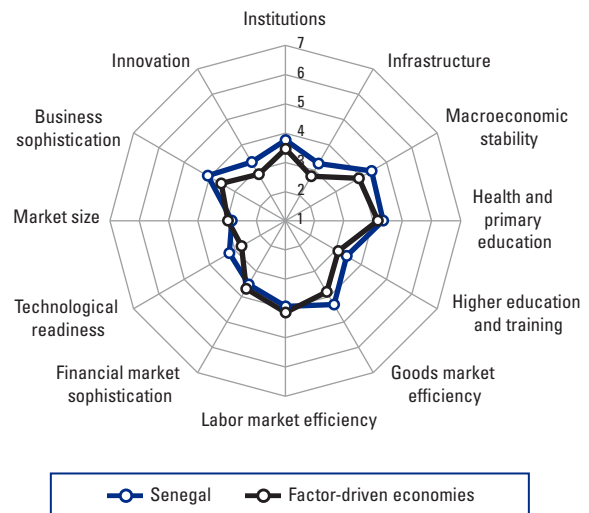 Institutions
7
Innovation
Infrastructure
6
5
Business
sophistication
Macroeconomic
stability
4
3
2
Market size
1
Health and
primary
education
Technological
readiness
Higher education
and training
Financial market
sophistication
Goods market
efficiency
Labor market efficiency
Senegal
Factor-driven economies